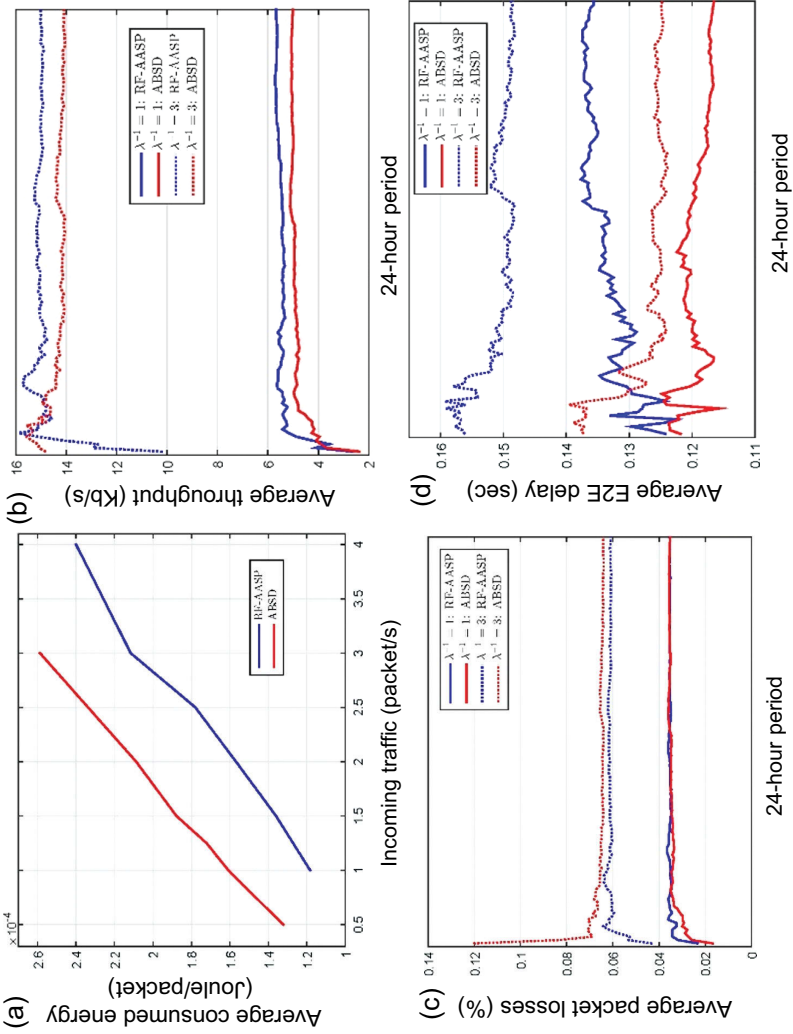 (a)
×10⁻⁴
2.6
2.4
2.2
2
1.8
1.6
1.4
1.2
1
Average consumed energy
(Joule/packet)
0.5
1
1.5
2
2.5
3
3.5
4
Incoming traffic (packet/s)
RF-AASP
ABSD
(b)
16
14
12
10
8
6
4
2
Average throughput (Kb/s)
24-hour period
λ⁻¹ = 1: RF-AASP
λ⁻¹ = 1: ABSD
λ⁻¹ − 3: RF-AASP
λ⁻¹ = 3: ABSD
(c)
0.14
0.12
0.1
0.08
0.06
0.04
0.02
0
Average packet losses (%)
24-hour period
λ⁻¹ = 1: RF-AASP
λ⁻¹ − 1: ABSD
λ⁻¹ = 3: RF-AASP
λ⁻¹ − 3: ABSD
(d)
0.16
0.15
0.14
0.13
0.12
0.11
Average E2E delay (sec)
24-hour period
λ⁻¹ − 1: RF-AASP
λ⁻¹ − 1: ABSD
λ⁻¹ = 3: RF-AASP
λ⁻¹ − 3: ABSD